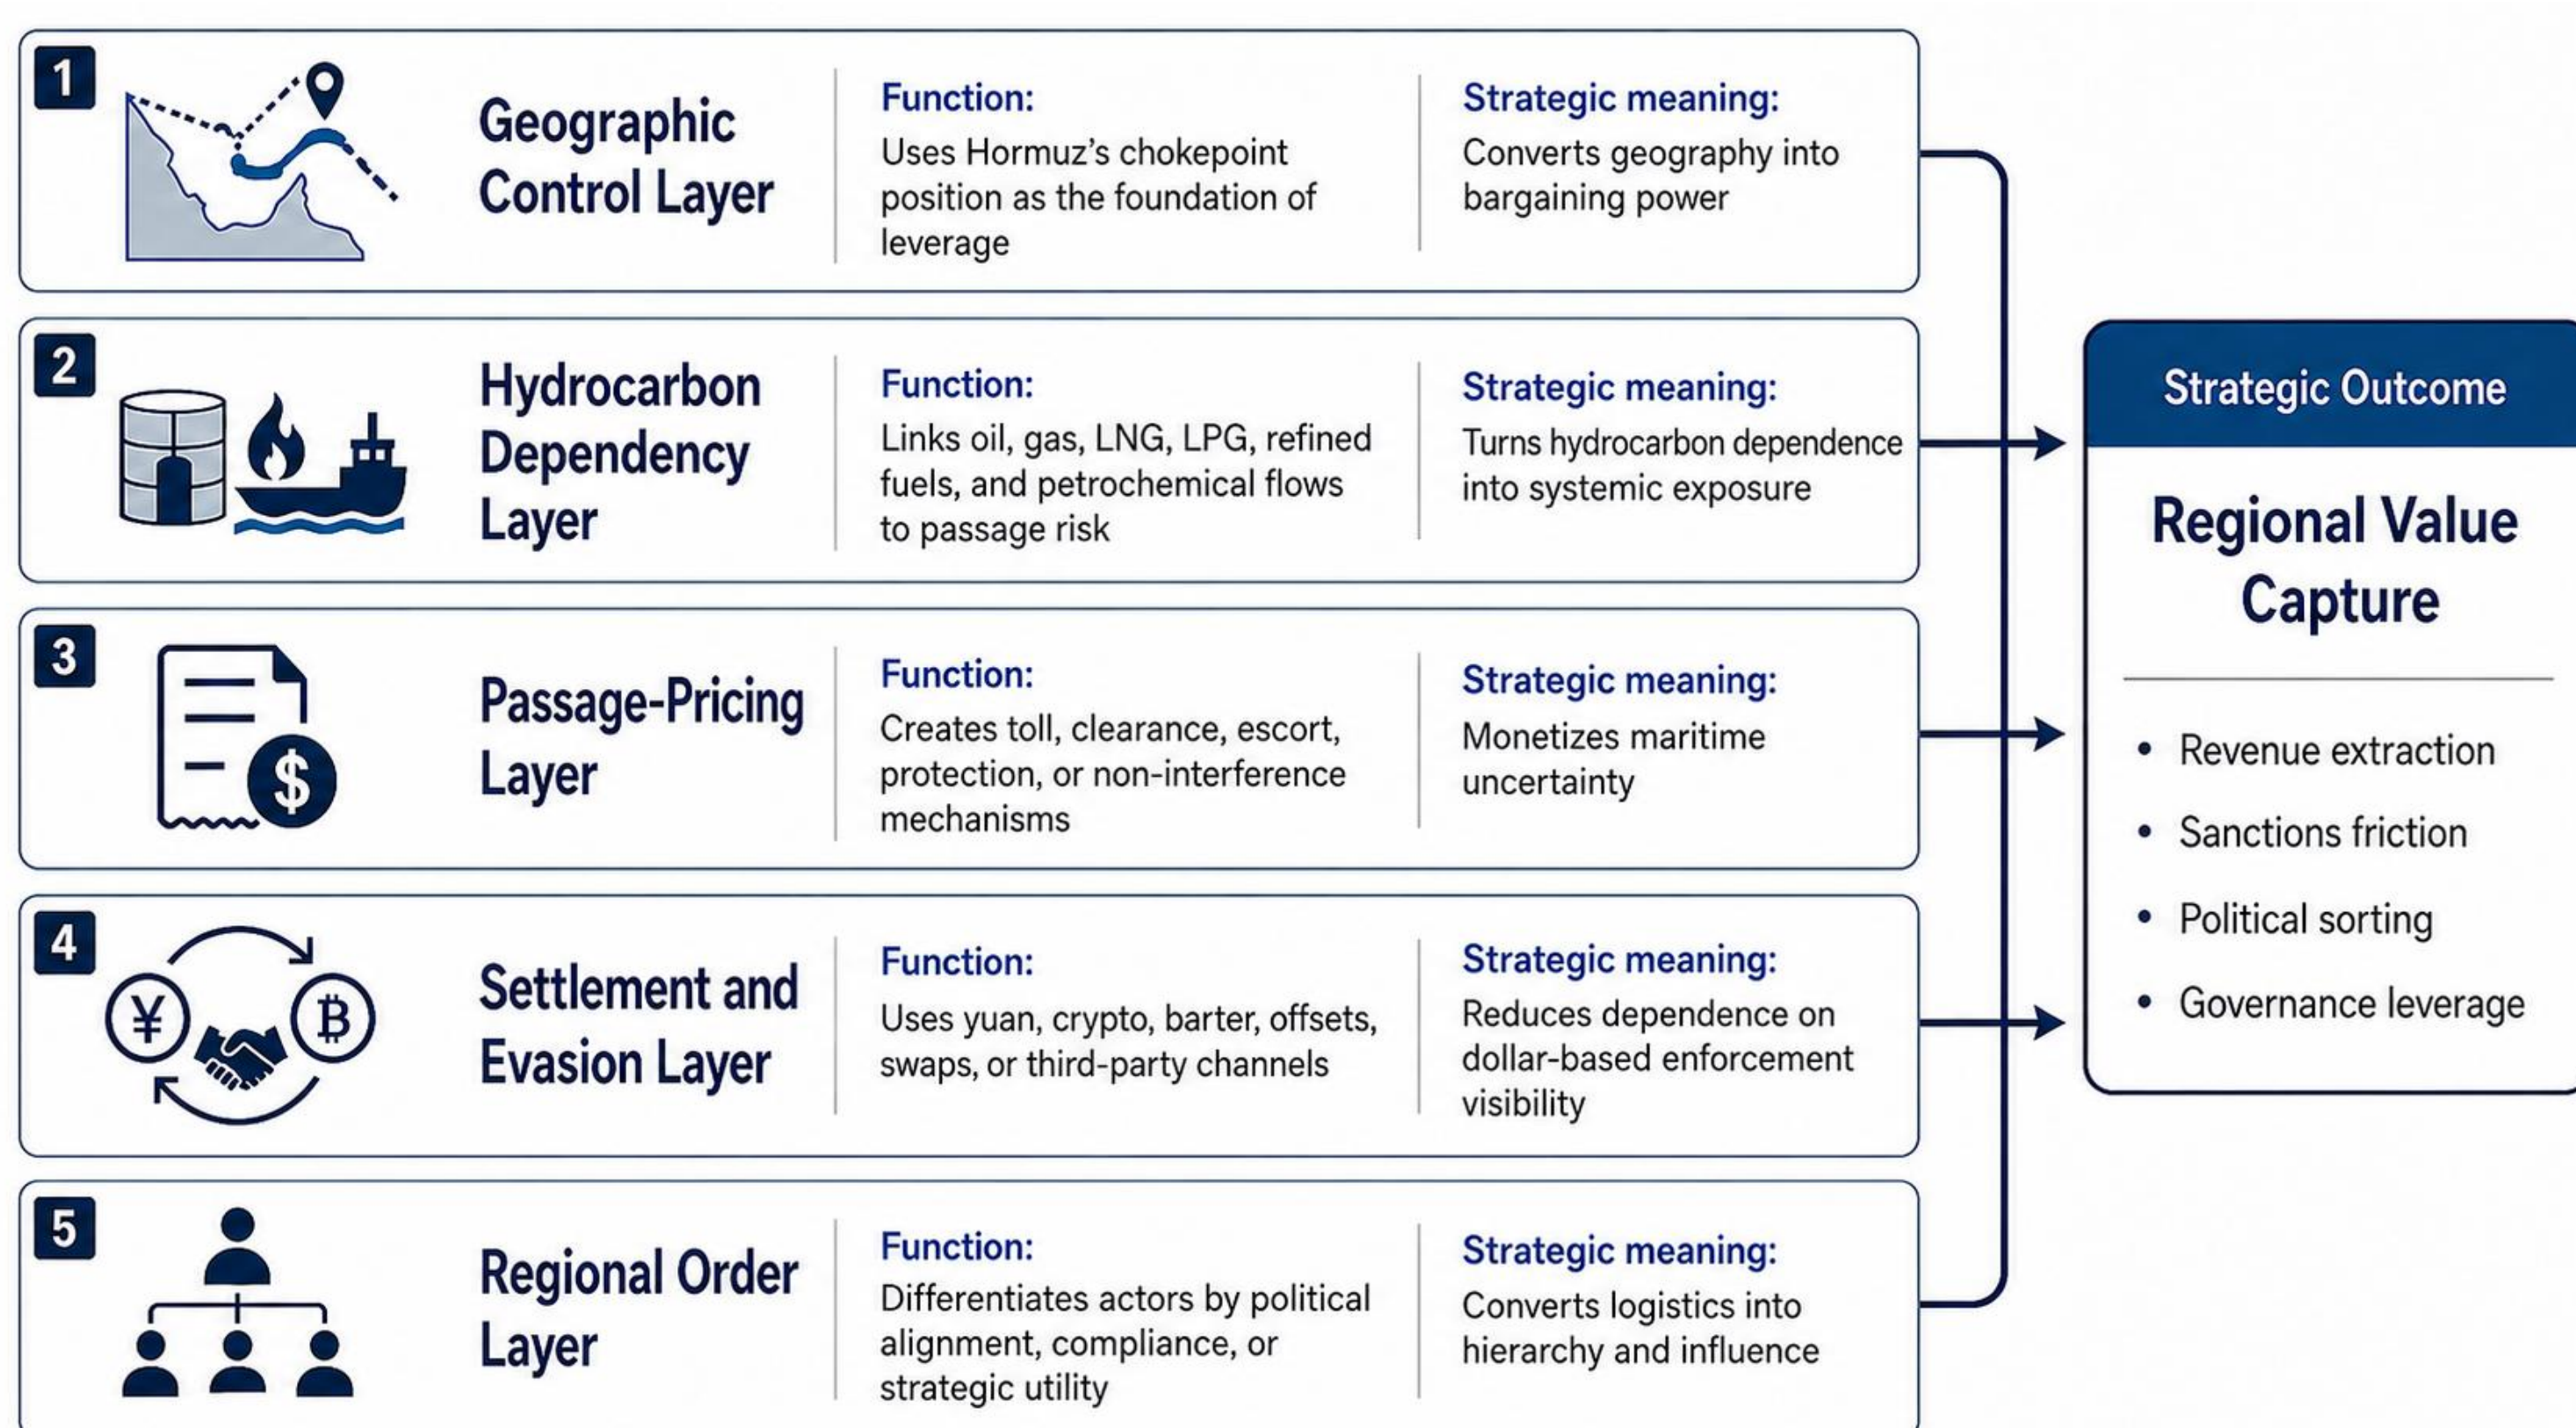 1
Geographic
Control Layer
Function:
Uses Hormuz’s chokepoint
position as the foundation of
leverage
Strategic meaning:
Converts geography into
bargaining power
2
Hydrocarbon
Dependency
Layer
Function:
Links oil, gas, LNG, LPG, refined
fuels, and petrochemical flows
to passage risk
Strategic meaning:
Turns hydrocarbon dependence
into systemic exposure
3
$
Passage-Pricing
Layer
Function:
Creates toll, clearance, escort,
protection, or non-interference
mechanisms
Strategic meaning:
Monetizes maritime
uncertainty
4
¥
₿
Settlement and
Evasion Layer
Function:
Uses yuan, crypto, barter, offsets,
swaps, or third-party channels
Strategic meaning:
Reduces dependence on
dollar-based enforcement
visibility
5
Regional Order
Layer
Function:
Differentiates actors by political
alignment, compliance, or
strategic utility
Strategic meaning:
Converts logistics into
hierarchy and influence
Strategic Outcome
Regional Value
Capture
• Revenue extraction
• Sanctions friction
• Political sorting
• Governance leverage